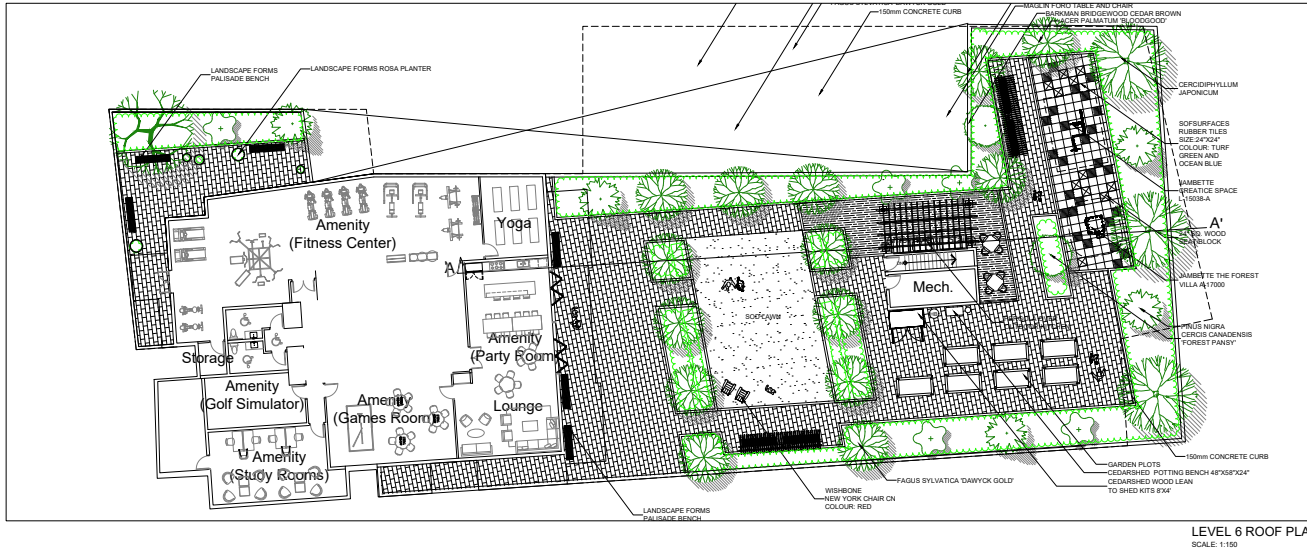 150mm CONCRETE CURB
MAGLIN FORO TABLE AND CHAIR
BARKMAN BRIDGEWOOD CEDAR BROWN
ACER PALMATUM 'BLOODGOOD'
LANDSCAPE FORMS
PALISADE BENCH
LANDSCAPE FORMS ROSA PLANTER
CERCIDIPHYLLUM
JAPONICUM
SOFSURFACES
RUBBER TILES
SIZE:24"X24"
COLOUR: TURF
GREEN AND
OCEAN BLUE
JAMBETTE
GREATICE SPACE
L-15038-A
A'
WOOD
BLOCK
JAMBETTE THE FOREST
VILLA A-17000
PINUS NIGRA
CERCIS CANADENSIS
'FOREST PANSY'
Amenity
(Fitness Center)
Yoga
Mech.
SOD LAWN
Storage
Amenity
(Party Room)
Amenity
(Golf Simulator)
Amenity
(Games Room)
Lounge
Amenity
(Study Rooms)
150mm CONCRETE CURB
GARDEN PLOTS
CEDARSHED POTTING BENCH 48"X58"X24"
CEDARSHED WOOD LEAN
TO SHED KITS 8'X4'
FAGUS SYLVATICA 'DAWYCK GOLD'
WISHBONE
NEW YORK CHAIR CN
COLOUR: RED
LANDSCAPE FORMS
PALISADE BENCH
LEVEL 6 ROOF PLA
SCALE: 1:150